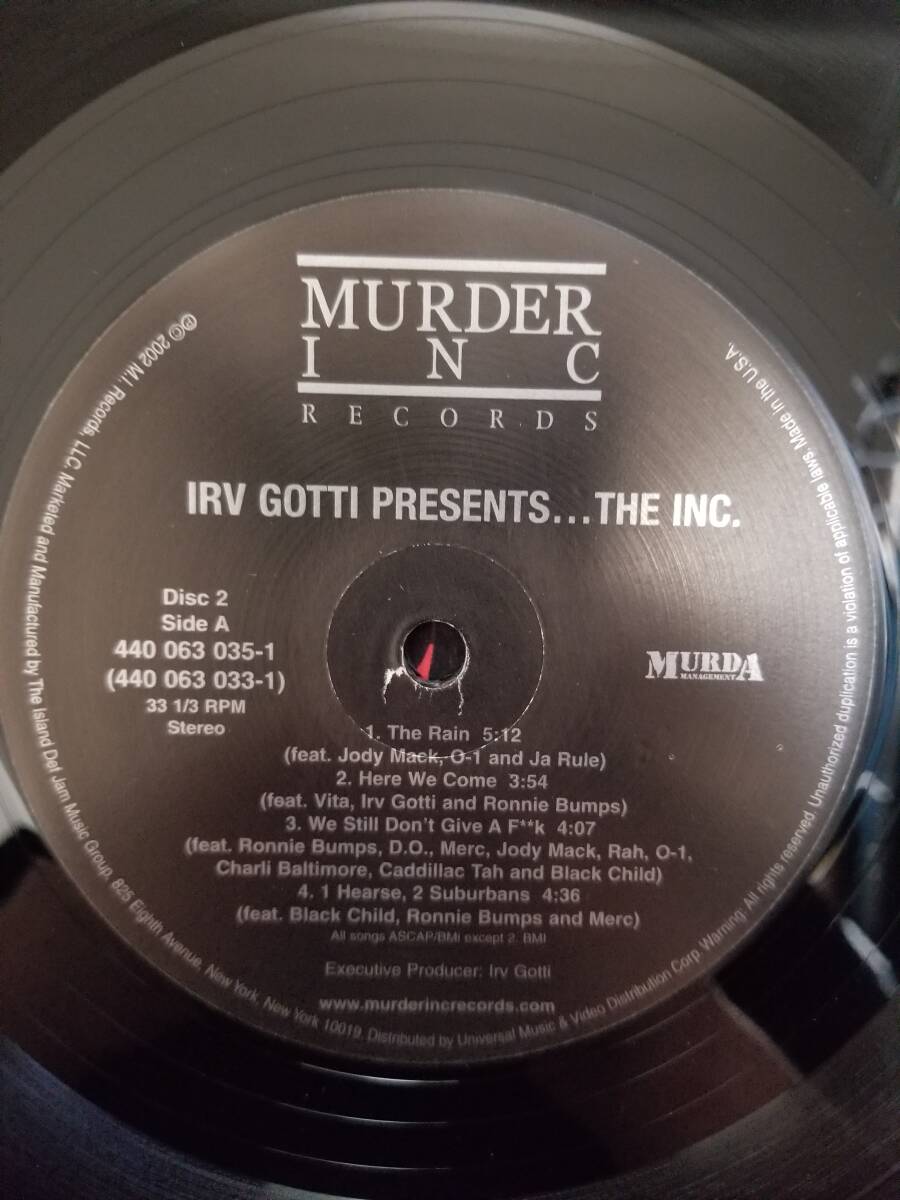 MURDER
INC
RECORDS
IRV GOTTI PRESENTS...THE INC.
Disc 2
Side A
440 063 035-1
(440 063 033-1)
33 1/3 RPM
Stereo
MURDA
MANAGEMENT
1. The Rain 5:12
(feat. Jody Mack, O-1 and Ja Rule)
2. Here We Come 3:54
(feat. Vita, Irv Gotti and Ronnie Bumps)
3. We Still Don't Give A F**k 4:07
(feat. Ronnie Bumps, D.O., Merc, Jody Mack, Rah, O-1,
Charli Baltimore, Caddillac Tah and Black Child)
4. 1 Hearse, 2 Suburbans 4:36
(feat. Black Child, Ronnie Bumps and Merc)
All songs ASCAP/BMI except 2. BMI
Executive Producer: Irv Gotti
www.murderincrecords.com
℗© 2002 M.I. Records, LLC. Marketed and Manufactured by The Island Def Jam Music Group, 825 Eighth Avenue, New York, New York 10019. Distributed by Universal Music & Video Distribution Corp. Warning: All rights reserved. Unauthorized duplication is a violation of applicable laws. Made in the U.S.A.